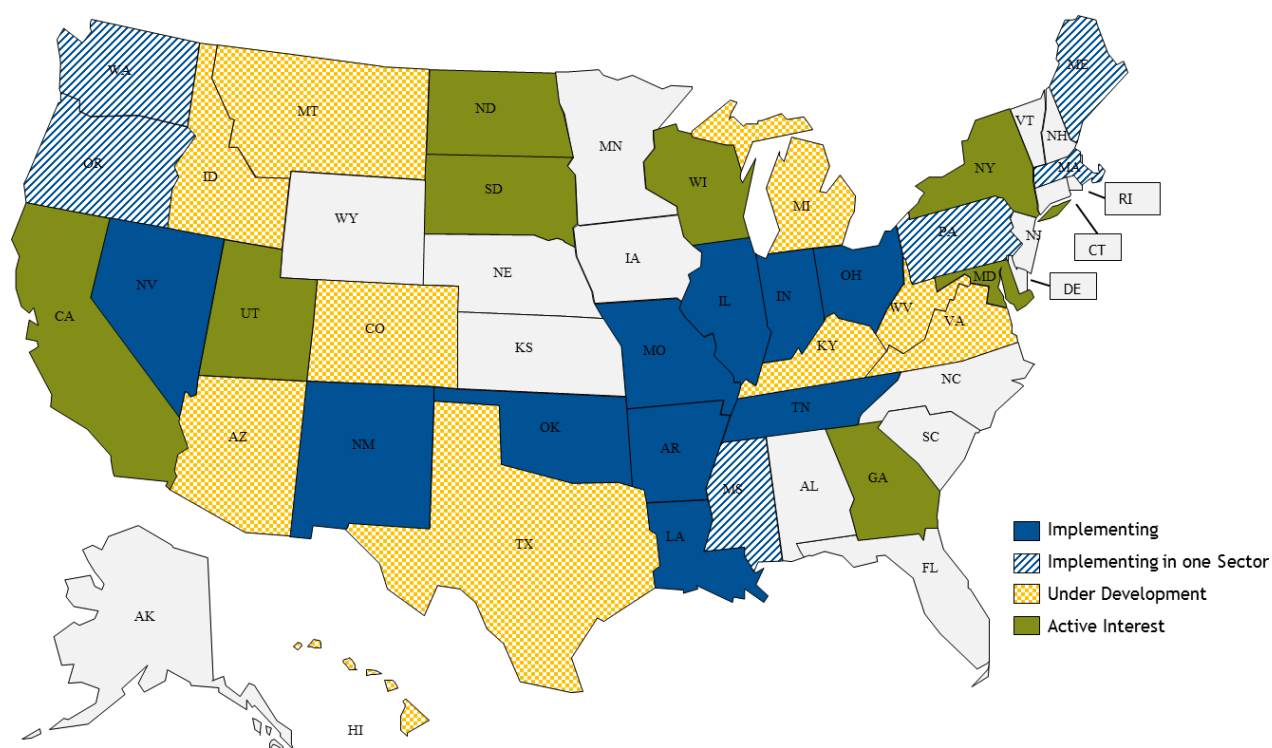 WA
ME
MT
ND
VT
OR
MN
NH
ID
WI
NY
MA
SD
RI
MI
WY
PA
NJ
IA
CT
NE
OH
MD
NV
IN
DE
IL
WV
UT
CA
VA
CO
KY
KS
MO
NC
TN
OK
AZ
SC
NM
AR
GA
MS
AL
Implementing
LA
TX
Implementing in one Sector
FL
Under Development
AK
Active Interest
HI